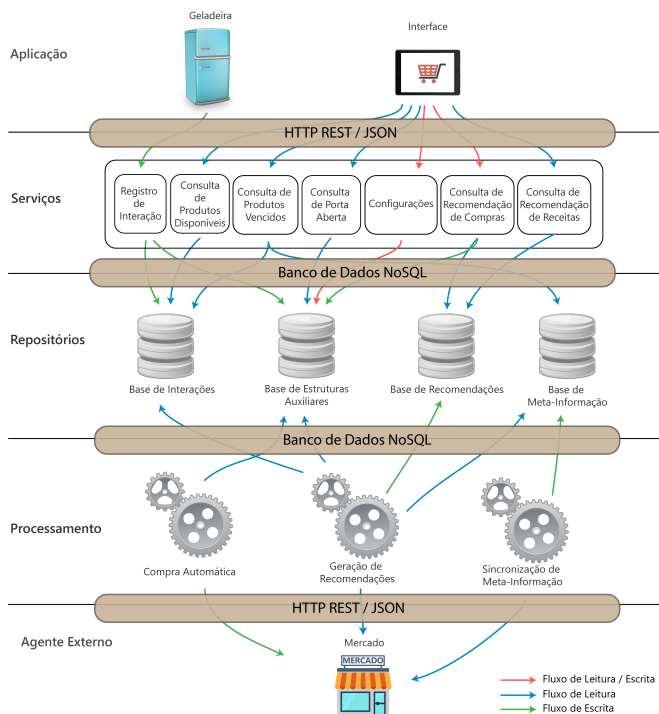 Geladeira
Interface
Aplicação
HTTP REST / JSON
Serviços
Registro
de
Interação
Consulta
de
Produtos
Disponíveis
Consulta de
Produtos
Vencidos
Consulta
de Porta
Aberta
Configurações
Consulta de
Recomendação
de Compras
Consulta de
Recomendação
de Receitas
Banco de Dados NoSQL
Repositórios
Base de Interações
Base de Estruturas
Auxiliares
Base de Recomendações
Base de
Meta-Informação
Banco de Dados NoSQL
Processamento
Compra Automática
Geração de
Recomendações
Sincronização de
Meta-Informação
HTTP REST / JSON
Agente Externo
Mercado
MERCADO
Fluxo de Leitura / Escrita
Fluxo de Leitura
Fluxo de Escrita